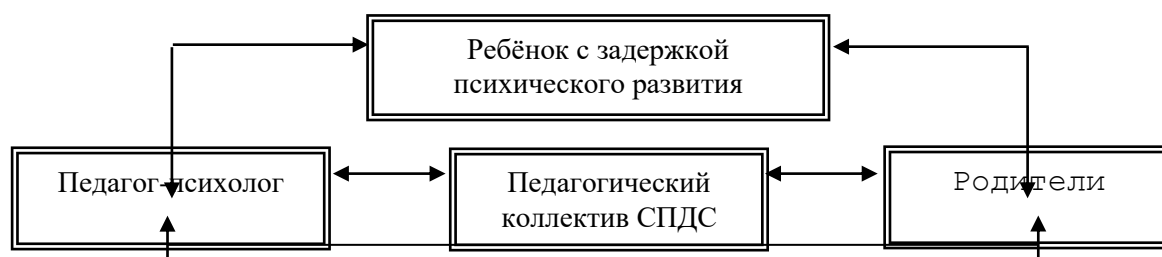 Ребёнок с задержкой
психического развития
Педагог-психолог
Педагогический
коллектив СПДС
Родители